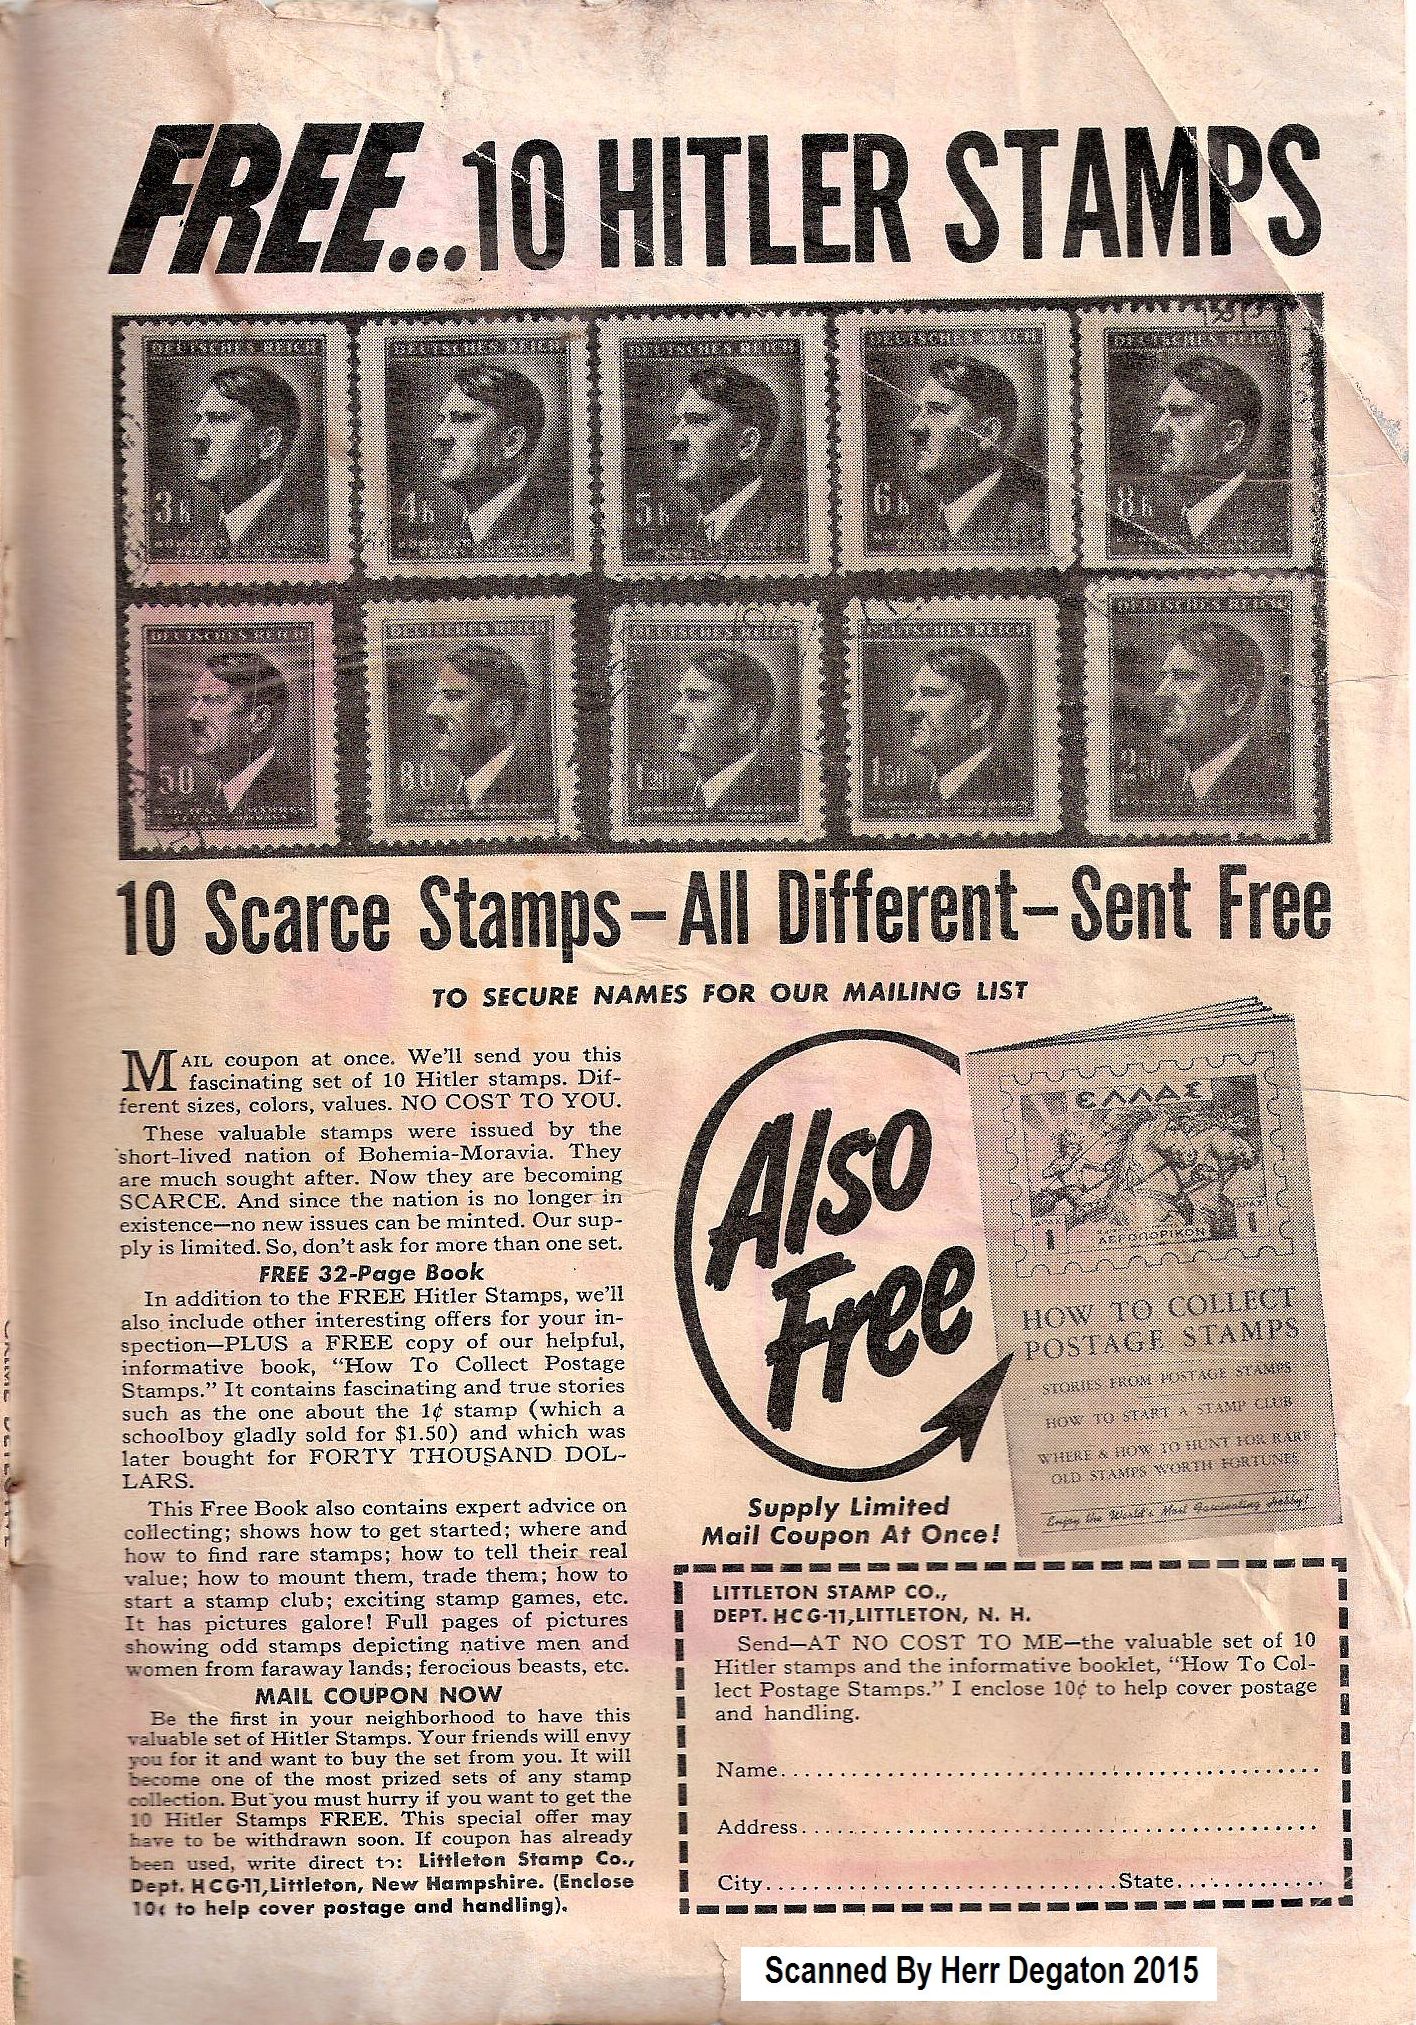 FREE...10 HITLER STAMPS
DEUTSCHES REICH DEUTSCHES REICH DEUTSCHES REICH DEUTSCHES REICH DEUTSCHES REICH
3h 4h 5h 6h 8h
DEUTSCHES REICH DEUTSCHES REICH DEUTSCHES REICH DEUTSCHES REICH DEUTSCHES REICH
50 80 1.20 1.50
10 Scarce Stamps–All Different–Sent Free
TO SECURE NAMES FOR OUR MAILING LIST
MAIL coupon at once. We'll send you this
fascinating set of 10 Hitler stamps. Dif-
ferent sizes, colors, values. NO COST TO YOU.
These valuable stamps were issued by the
short-lived nation of Bohemia-Moravia. They
are much sought after. Now they are becoming
SCARCE. And since the nation is no longer in
existence—no new issues can be minted. Our sup-
ply is limited. So, don't ask for more than one set.
FREE 32-Page Book
In addition to the FREE Hitler Stamps, we'll
also include other interesting offers for your in-
spection—PLUS a FREE copy of our helpful,
informative book, "How To Collect Postage
Stamps." It contains fascinating and true stories
such as the one about the 1¢ stamp (which a
schoolboy gladly sold for $1.50) and which was
later bought for FORTY THOUSAND DOL-
LARS.
This Free Book also contains expert advice on
collecting; shows how to get started; where and
how to find rare stamps; how to tell their real
value; how to mount them, trade them; how to
start a stamp club; exciting stamp games, etc.
It has pictures galore! Full pages of pictures
showing odd stamps depicting native men and
women from faraway lands; ferocious beasts, etc.
MAIL COUPON NOW
Be the first in your neighborhood to have this
valuable set of Hitler Stamps. Your friends will envy
you for it and want to buy the set from you. It will
become one of the most prized sets of any stamp
collection. But you must hurry if you want to get the
10 Hitler Stamps FREE. This special offer may
have to be withdrawn soon. If coupon has already
been used, write direct to: Littleton Stamp Co.,
Dept. HCG-11, Littleton, New Hampshire. (Enclose
10¢ to help cover postage and handling).
Also
Free
ΕΛΛΑΣ
1 ΑΕΡΟΠΟΡΙΚΟΝ 1
HOW TO COLLECT
POSTAGE STAMPS
STORIES FROM POSTAGE STAMPS
HOW TO START A STAMP CLUB
WHERE & HOW TO HUNT FOR RARE
OLD STAMPS WORTH FORTUNES
Enjoy the World's Most Fascinating Hobby!
Supply Limited
Mail Coupon At Once!
LITTLETON STAMP CO.,
DEPT. HCG-11, LITTLETON, N. H.
Send—AT NO COST TO ME—the valuable set of 10
Hitler stamps and the informative booklet, "How To Col-
lect Postage Stamps." I enclose 10¢ to help cover postage
and handling.
Name
Address
City State
Scanned By Herr Degaton 2015